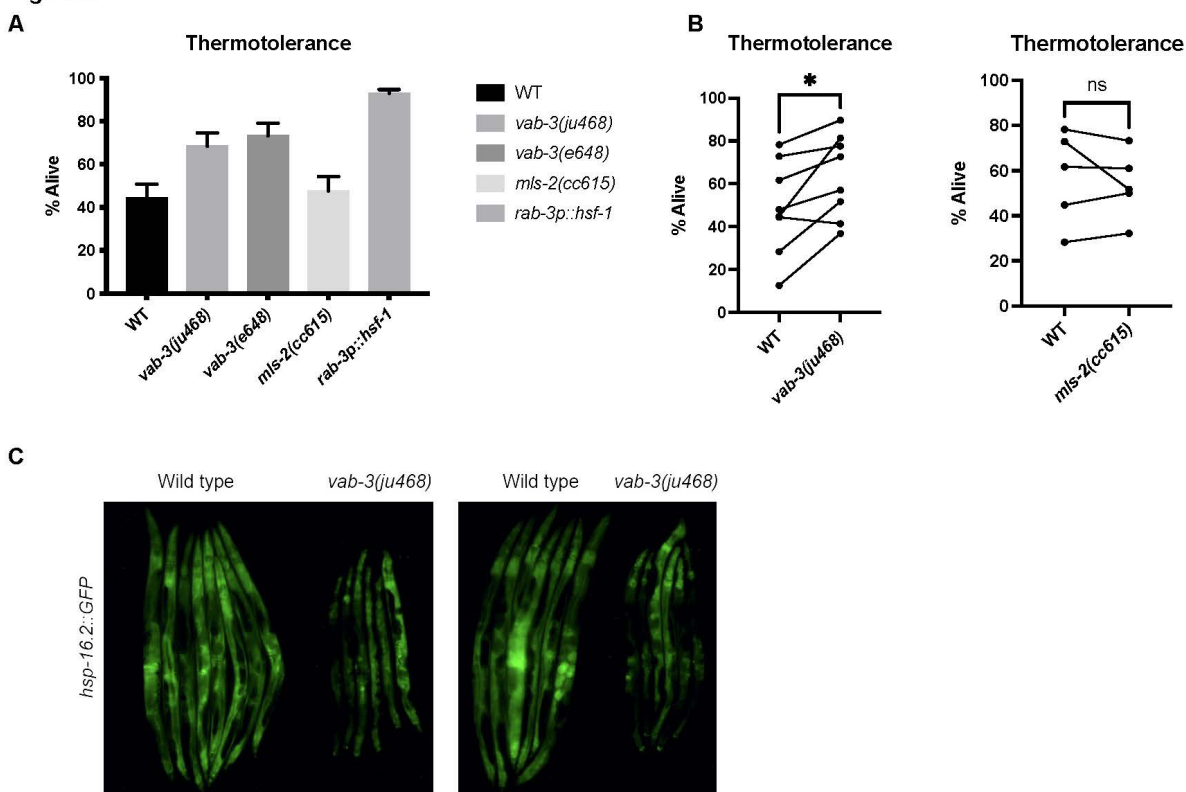 A
Thermotolerance
% Alive
100
80
60
40
20
0
WT
vab-3(ju468)
vab-3(e648)
mls-2(cc615)
rab-3p::hsf-1
WT
vab-3(ju468)
vab-3(e648)
mls-2(cc615)
rab-3p::hsf-1
B
Thermotolerance
% Alive
100
80
60
40
20
0
*
WT
vab-3(ju468)
Thermotolerance
% Alive
100
80
60
40
20
0
ns
WT
mls-2(cc615)
C
Wild type
vab-3(ju468)
Wild type
vab-3(ju468)
hsp-16.2::GFP